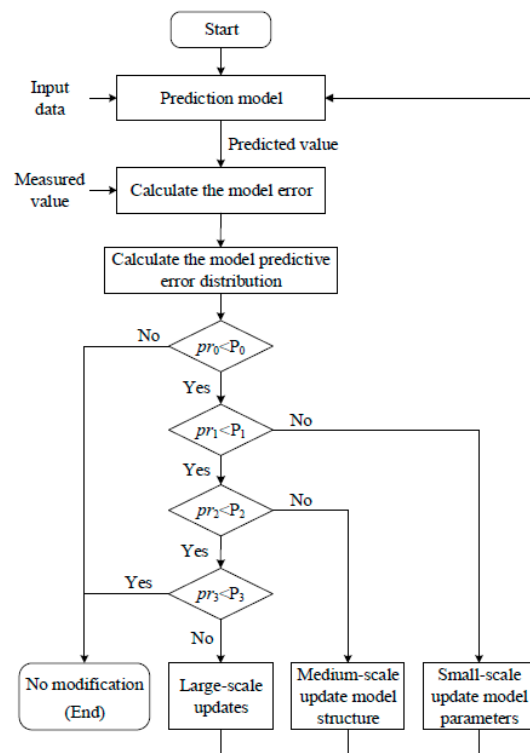 Start
Input
data
Prediction model
Predicted value
Measured
value
Calculate the model error
Calculate the model predictive
error distribution
No
pr₀<P₀
Yes
pr₁<P₁
No
Yes
pr₂<P₂
No
Yes
Yes
pr₃<P₃
No
No modification
(End)
Large-scale
updates
Medium-scale
update model
structure
Small-scale
update model
parameters